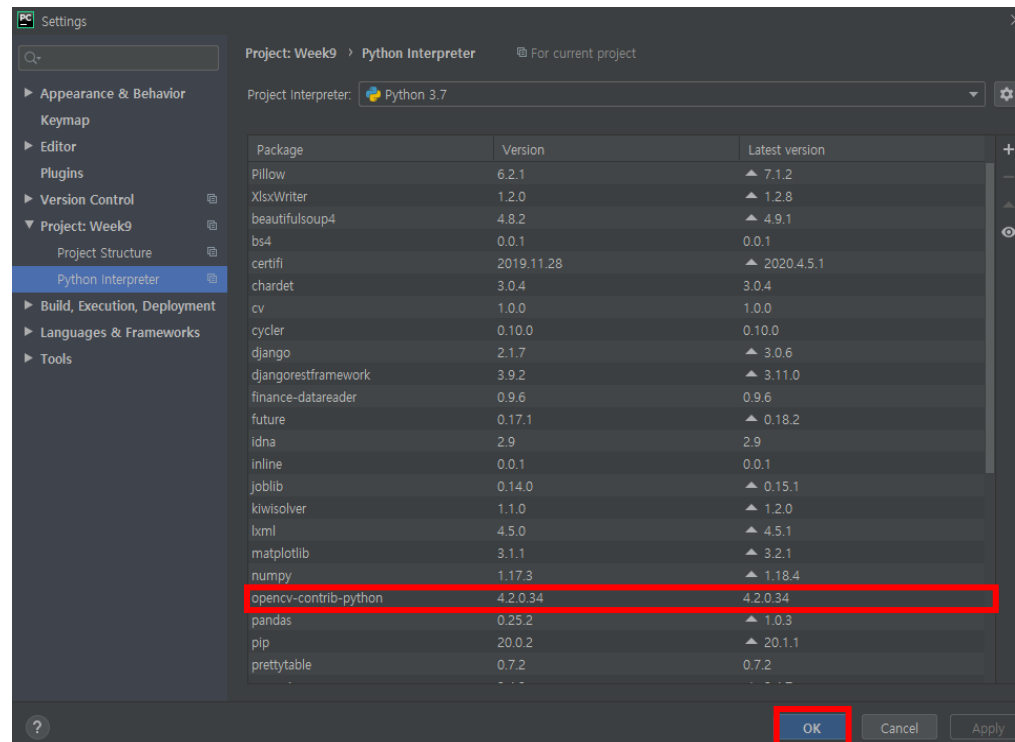 PC Settings
Project: Week9 › Python Interpreter For current project
Appearance & Behavior
Keymap
Editor
Plugins
Version Control
Project: Week9
Project Structure
Python Interpreter
Build, Execution, Deployment
Languages & Frameworks
Tools
Project Interpreter: Python 3.7
Package Version Latest version
Pillow 6.2.1 7.1.2
XlsxWriter 1.2.0 1.2.8
beautifulsoup4 4.8.2 4.9.1
bs4 0.0.1 0.0.1
certifi 2019.11.28 2020.4.5.1
chardet 3.0.4 3.0.4
cv 1.0.0 1.0.0
cycler 0.10.0 0.10.0
django 2.1.7 3.0.6
djangorestframework 3.9.2 3.11.0
finance-datareader 0.9.6 0.9.6
future 0.17.1 0.18.2
idna 2.9 2.9
inline 0.0.1 0.0.1
joblib 0.14.0 0.15.1
kiwisolver 1.1.0 1.2.0
lxml 4.5.0 4.5.1
matplotlib 3.1.1 3.2.1
numpy 1.17.3 1.18.4
opencv-contrib-python 4.2.0.34 4.2.0.34
pandas 0.25.2 1.0.3
pip 20.0.2 20.1.1
prettytable 0.7.2 0.7.2
? OK Cancel Apply